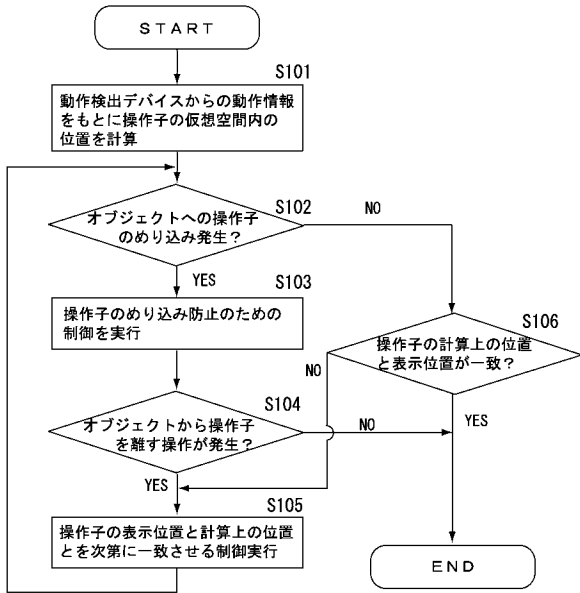 START
S101
動作検出デバイスからの動作情報
をもとに操作子の仮想空間内の
位置を計算
S102
オブジェクトへの操作子
のめり込み発生?
NO
YES
S103
操作子のめり込み防止のための
制御を実行
S106
操作子の計算上の位置
と表示位置が一致?
NO
YES
S104
オブジェクトから操作子
を離す操作が発生?
NO
YES
S105
操作子の表示位置と計算上の位置
とを次第に一致させる制御実行
END